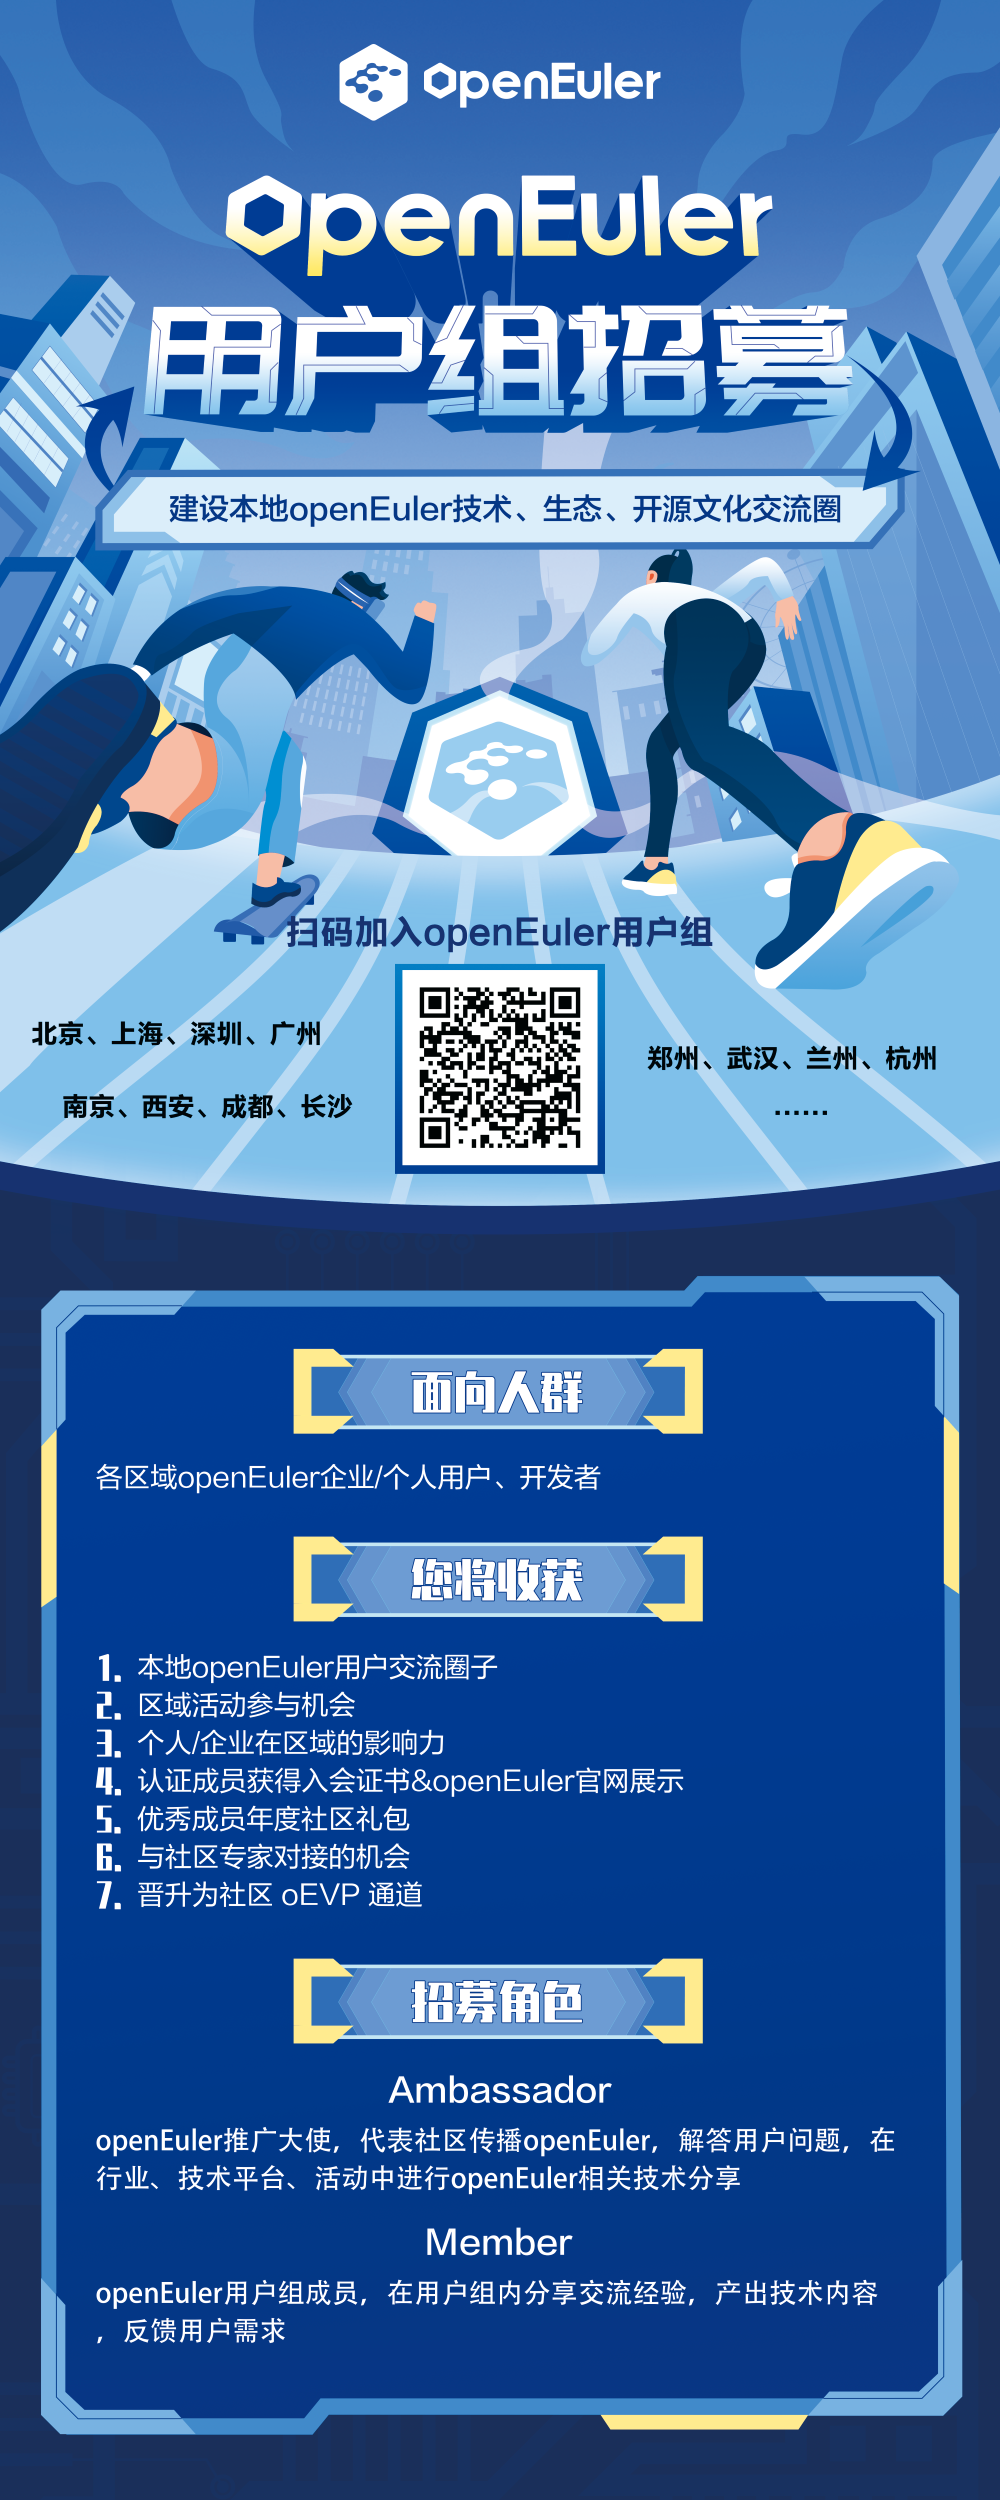 openEuler
openEuler
用户组招募
建设本地openEuler技术、生态、开源文化交流圈
扫码加入openEuler用户组
北京、上海、深圳、广州
南京、西安、成都、长沙
郑州、武汉、兰州、杭州
······
面向人群
各区域openEuler企业/个人用户、开发者
您将收获
1. 本地openEuler用户交流圈子
2. 区域活动参与机会
3. 个人/企业在区域的影响力
4. 认证成员获得入会证书&openEuler官网展示
5. 优秀成员年度社区礼包
6. 与社区专家对接的机会
7. 晋升为社区 oEVP 通道
招募角色
Ambassador
openEuler推广大使，代表社区传播openEuler，解答用户问题，在
行业、技术平台、活动中进行openEuler相关技术分享
Member
openEuler用户组成员，在用户组内分享交流经验，产出技术内容
，反馈用户需求